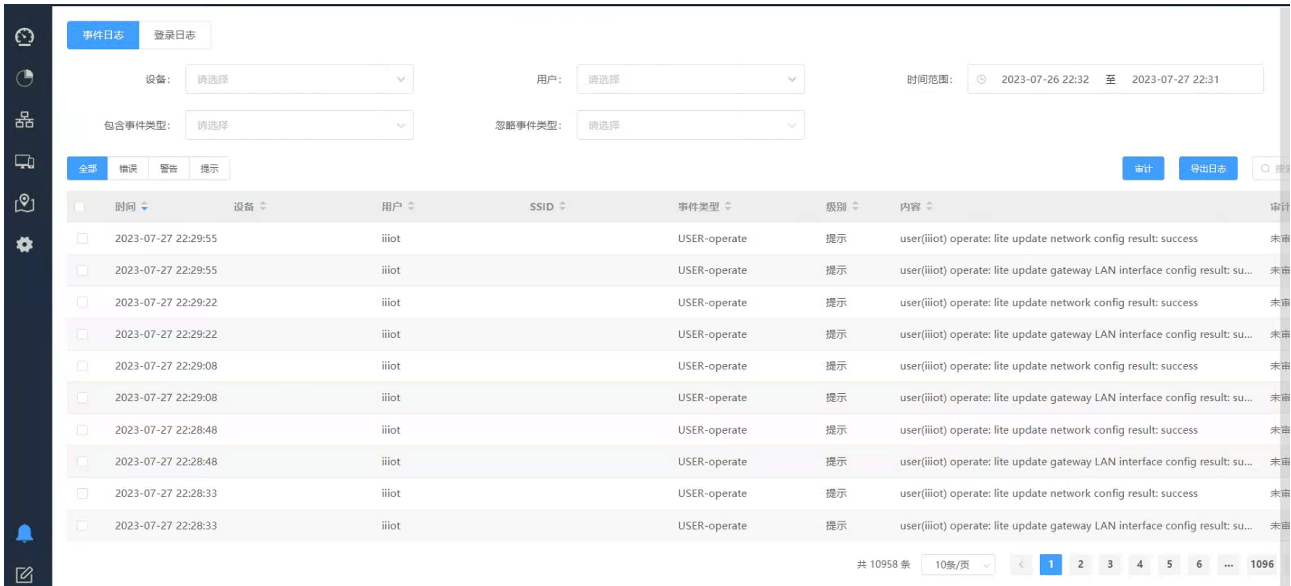 事件日志 登录日志
设备: 请选择 用户: 请选择 时间范围: 2023-07-26 22:32 至 2023-07-27 22:31
包含事件类型: 请选择 忽略事件类型: 请选择
全部 错误 警告 提示 审计 导出日志
时间 设备 用户 SSID 事件类型 级别 内容 审计
2023-07-27 22:29:55 iiiot USER-operate 提示 user(iiiot) operate: lite update network config result: success 未
2023-07-27 22:29:55 iiiot USER-operate 提示 user(iiiot) operate: lite update gateway LAN interface config result: su... 未
2023-07-27 22:29:22 iiiot USER-operate 提示 user(iiiot) operate: lite update network config result: success 未
2023-07-27 22:29:22 iiiot USER-operate 提示 user(iiiot) operate: lite update gateway LAN interface config result: su... 未
2023-07-27 22:29:08 iiiot USER-operate 提示 user(iiiot) operate: lite update network config result: success 未
2023-07-27 22:29:08 iiiot USER-operate 提示 user(iiiot) operate: lite update gateway LAN interface config result: su... 未
2023-07-27 22:28:48 iiiot USER-operate 提示 user(iiiot) operate: lite update network config result: success 未
2023-07-27 22:28:48 iiiot USER-operate 提示 user(iiiot) operate: lite update gateway LAN interface config result: su... 未
2023-07-27 22:28:33 iiiot USER-operate 提示 user(iiiot) operate: lite update network config result: success 未
2023-07-27 22:28:33 iiiot USER-operate 提示 user(iiiot) operate: lite update gateway LAN interface config result: su... 未
共 10958 条 10条/页 < 1 2 3 4 5 6 ... 1096